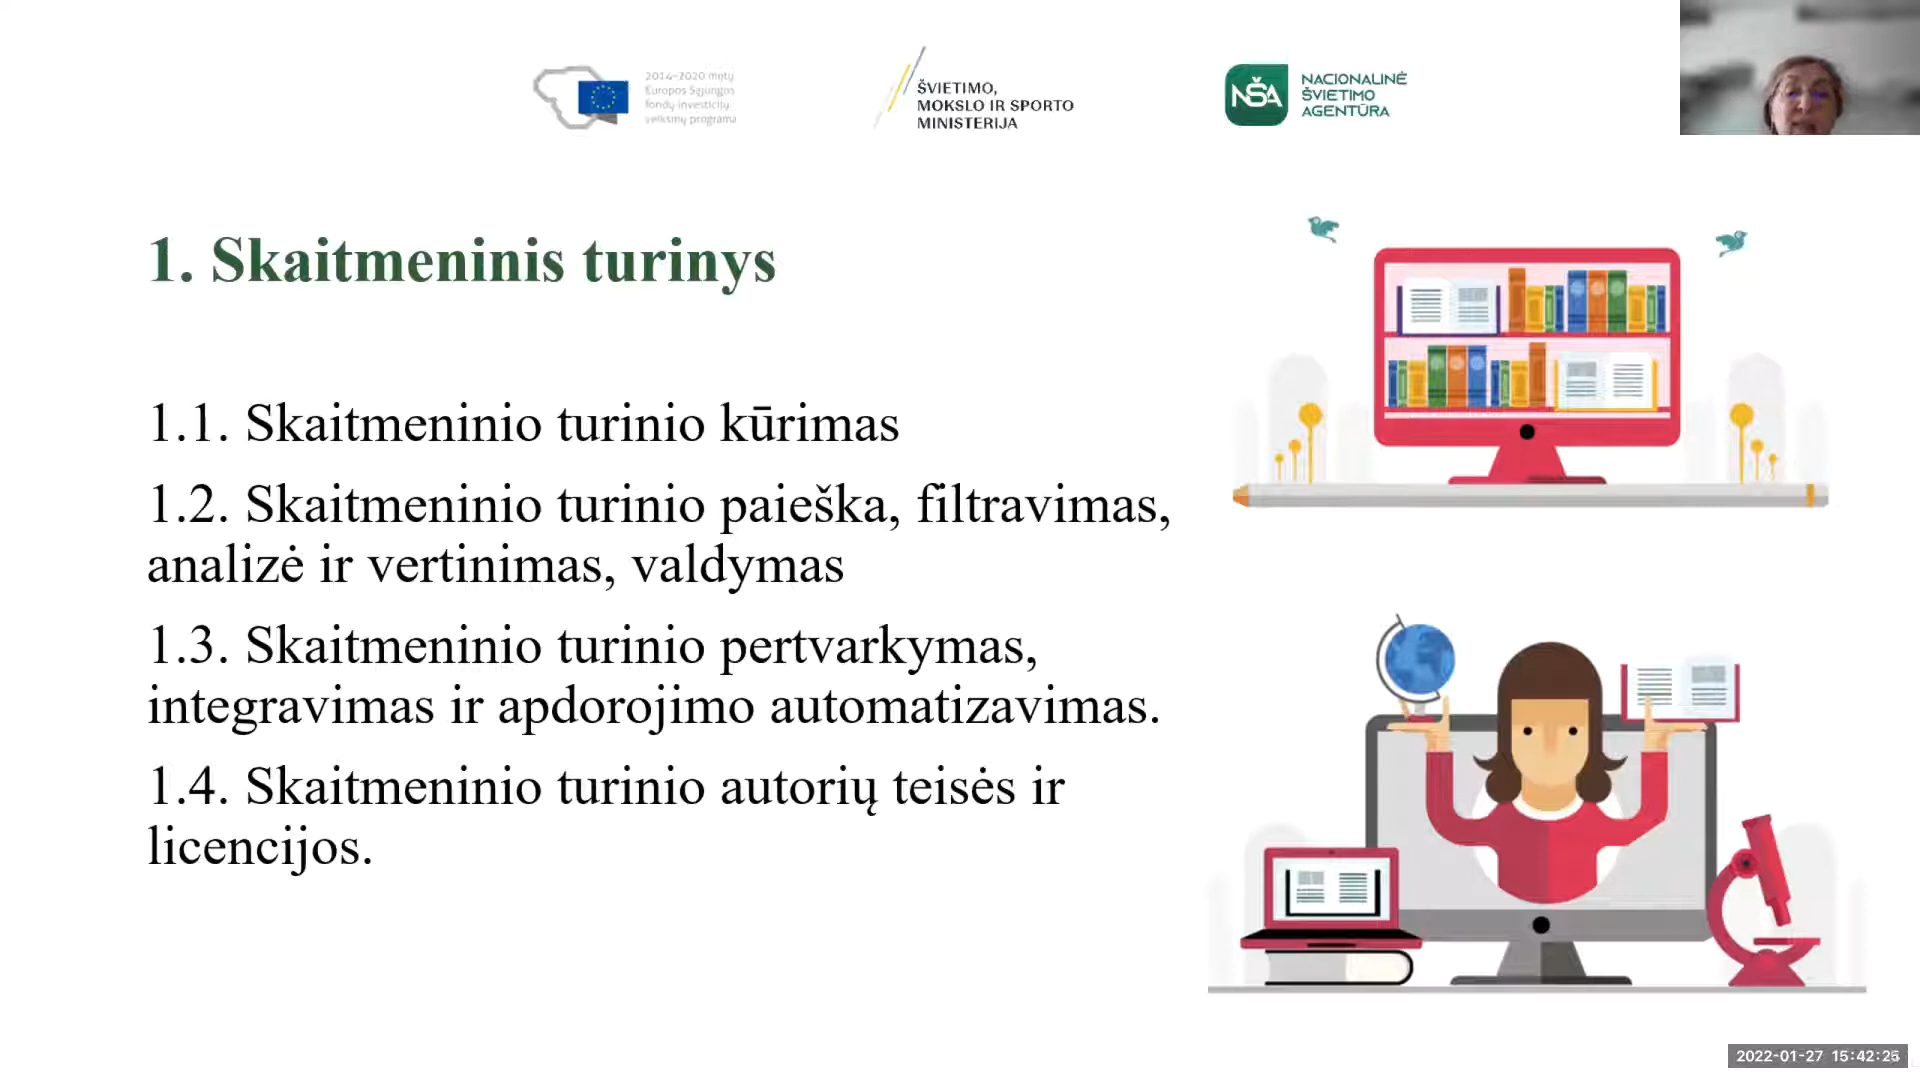 2014–2020 metų
Europos Sąjungos
fondų investicijų
veiksmų programa
ŠVIETIMO,
MOKSLO IR SPORTO
MINISTERIJA
NŠA
NACIONALINĖ
ŠVIETIMO
AGENTŪRA
1. Skaitmeninis turinys
1.1. Skaitmeninio turinio kūrimas
1.2. Skaitmeninio turinio paieška, filtravimas,
analizė ir vertinimas, valdymas
1.3. Skaitmeninio turinio pertvarkymas,
integravimas ir apdorojimo automatizavimas.
1.4. Skaitmeninio turinio autorių teisės ir
licencijos.
2022-01-27 15:42:25